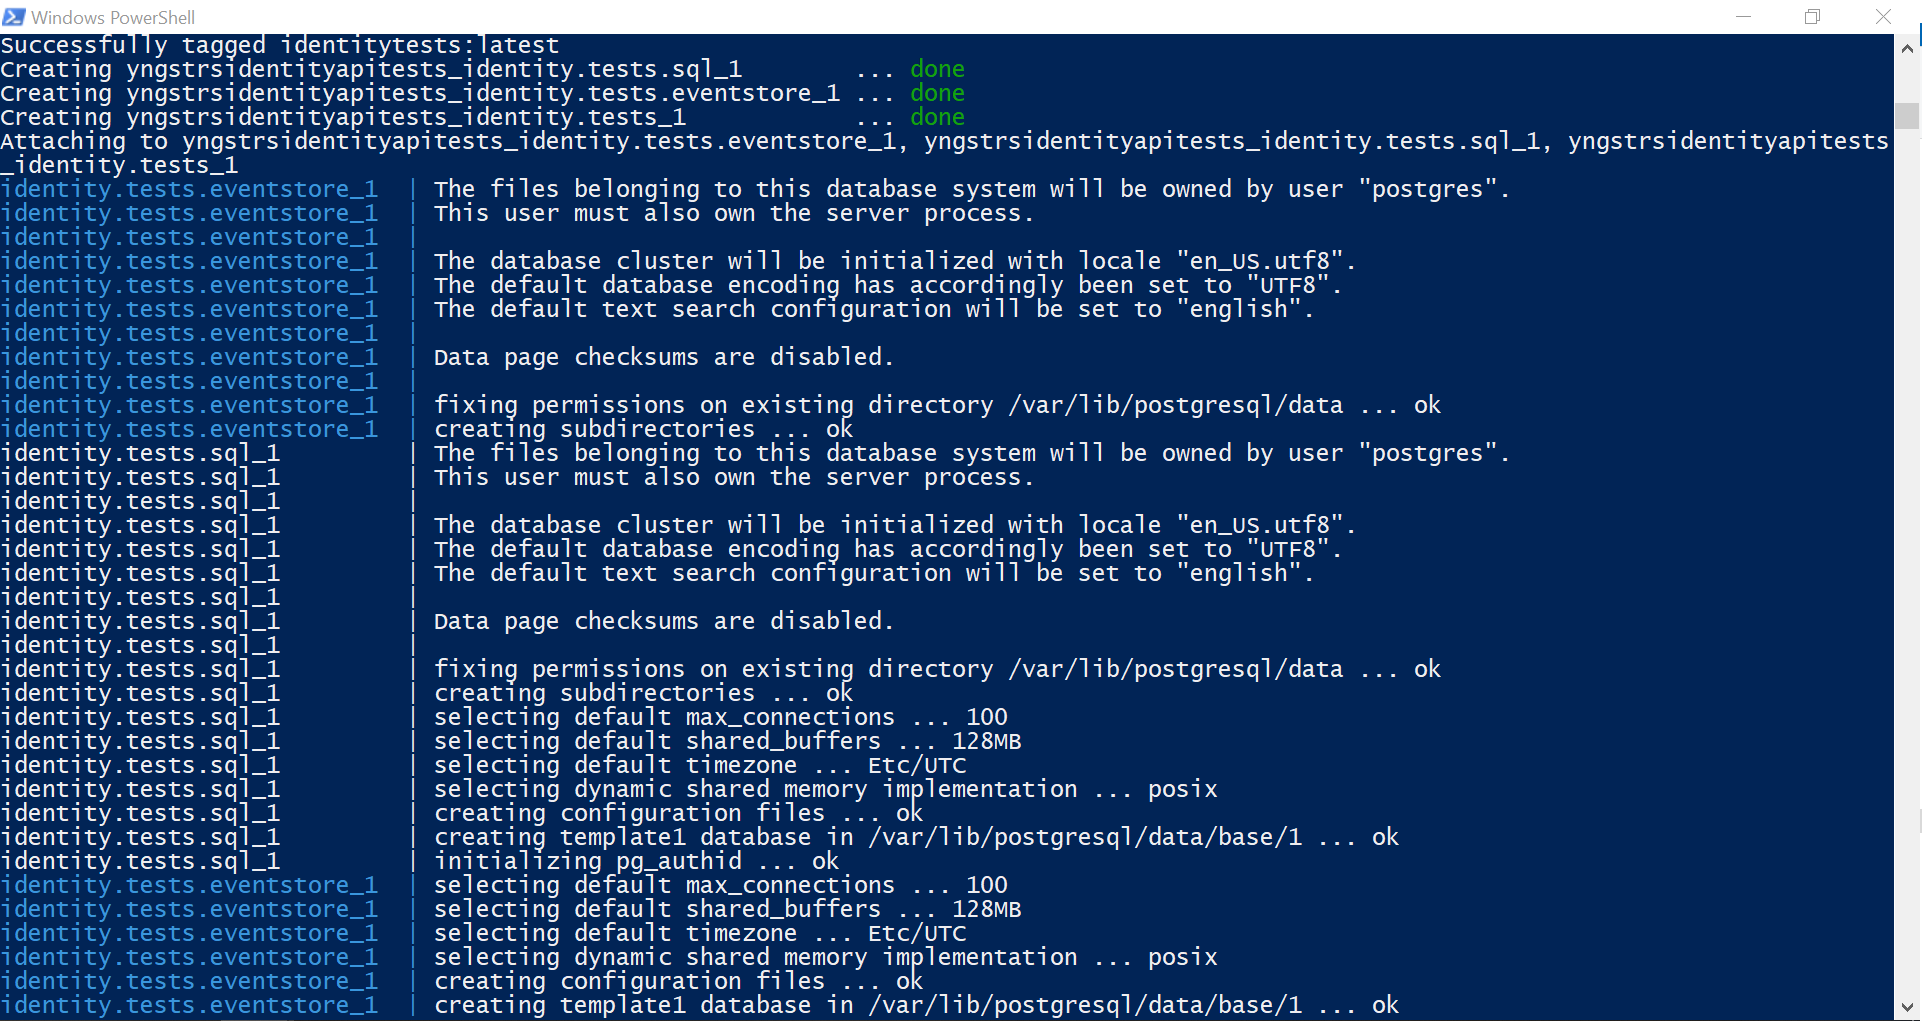 Windows PowerShell
Successfully tagged identitytests:latest
Creating yngstrsidentityapitests_identity.tests.sql_1        ... done
Creating yngstrsidentityapitests_identity.tests.eventstore_1 ... done
Creating yngstrsidentityapitests_identity.tests_1            ... done
Attaching to yngstrsidentityapitests_identity.tests.eventstore_1, yngstrsidentityapitests_identity.tests.sql_1, yngstrsidentityapitests
_identity.tests_1
identity.tests.eventstore_1  | The files belonging to this database system will be owned by user "postgres".
identity.tests.eventstore_1  | This user must also own the server process.
identity.tests.eventstore_1  |
identity.tests.eventstore_1  | The database cluster will be initialized with locale "en_US.utf8".
identity.tests.eventstore_1  | The default database encoding has accordingly been set to "UTF8".
identity.tests.eventstore_1  | The default text search configuration will be set to "english".
identity.tests.eventstore_1  |
identity.tests.eventstore_1  | Data page checksums are disabled.
identity.tests.eventstore_1  |
identity.tests.eventstore_1  | fixing permissions on existing directory /var/lib/postgresql/data ... ok
identity.tests.eventstore_1  | creating subdirectories ... ok
identity.tests.sql_1         | The files belonging to this database system will be owned by user "postgres".
identity.tests.sql_1         | This user must also own the server process.
identity.tests.sql_1         |
identity.tests.sql_1         | The database cluster will be initialized with locale "en_US.utf8".
identity.tests.sql_1         | The default database encoding has accordingly been set to "UTF8".
identity.tests.sql_1         | The default text search configuration will be set to "english".
identity.tests.sql_1         |
identity.tests.sql_1         | Data page checksums are disabled.
identity.tests.sql_1         |
identity.tests.sql_1         | fixing permissions on existing directory /var/lib/postgresql/data ... ok
identity.tests.sql_1         | creating subdirectories ... ok
identity.tests.sql_1         | selecting default max_connections ... 100
identity.tests.sql_1         | selecting default shared_buffers ... 128MB
identity.tests.sql_1         | selecting default timezone ... Etc/UTC
identity.tests.sql_1         | selecting dynamic shared memory implementation ... posix
identity.tests.sql_1         | creating configuration files ... ok
identity.tests.sql_1         | creating template1 database in /var/lib/postgresql/data/base/1 ... ok
identity.tests.sql_1         | initializing pg_authid ... ok
identity.tests.eventstore_1  | selecting default max_connections ... 100
identity.tests.eventstore_1  | selecting default shared_buffers ... 128MB
identity.tests.eventstore_1  | selecting default timezone ... Etc/UTC
identity.tests.eventstore_1  | selecting dynamic shared memory implementation ... posix
identity.tests.eventstore_1  | creating configuration files ... ok
identity.tests.eventstore_1  | creating template1 database in /var/lib/postgresql/data/base/1 ... ok